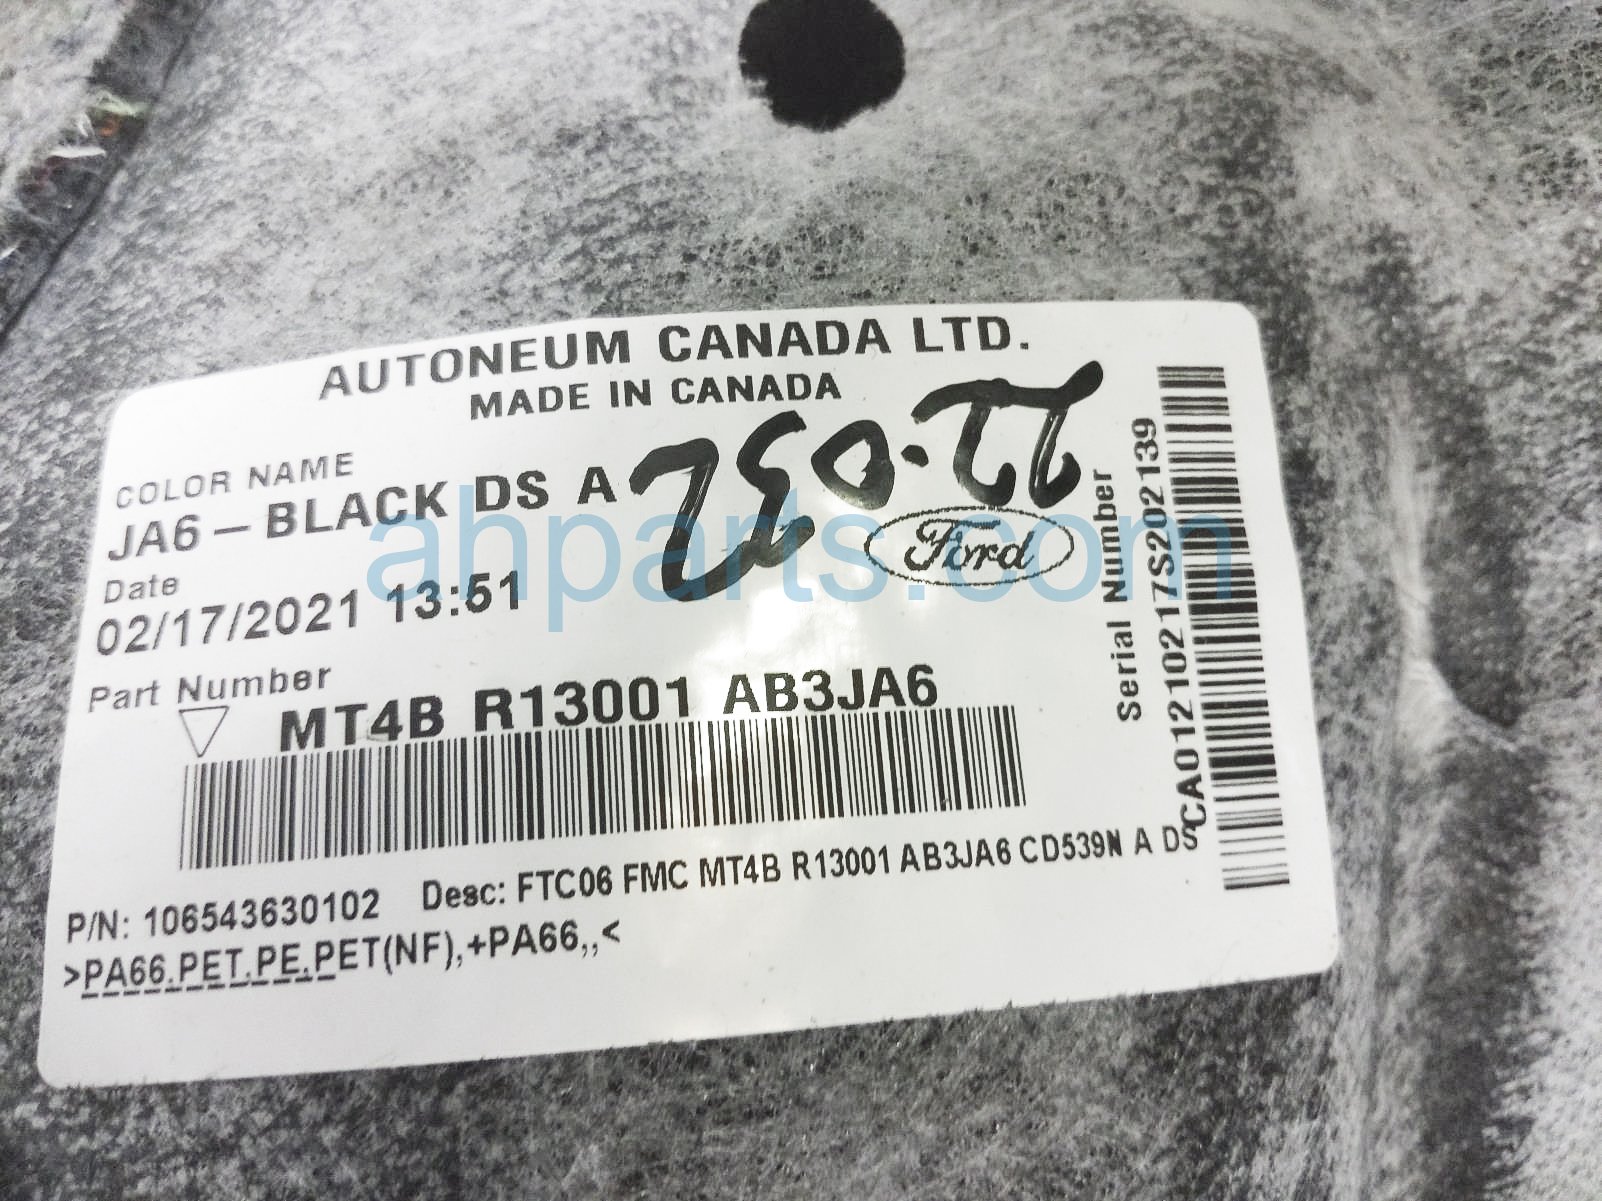 AUTONEUM CANADA LTD.
MADE IN CANADA
COLOR NAME
JA6 – BLACK DS A
Ford
Date
02/17/2021 13:51
Part Number
MT4B R13001 AB3JA6
Serial Number
CA01210217S202139
P/N: 106543630102 Desc: FTC06 FMC MT4B R13001 AB3JA6 CD539N A DS
>PA66.PET.PE.PET(NF),+PA66,,<
ahparts.com